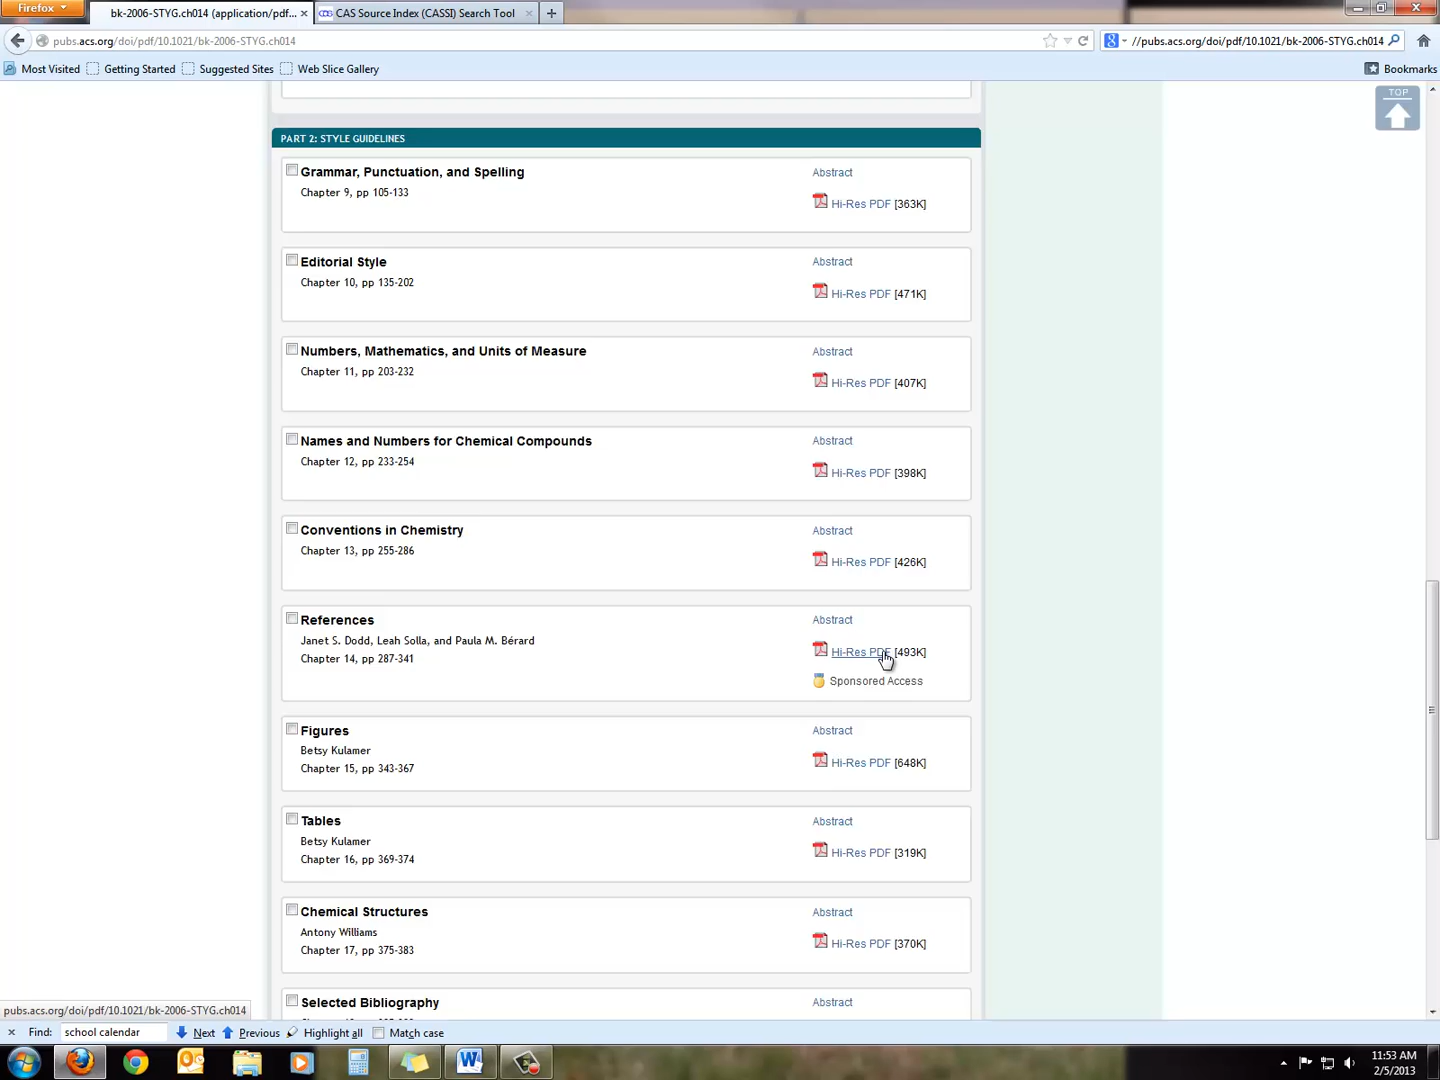 Firefox
bk-2006-STYG.ch014 (application/pdf... ×
CAS Source Index (CASSI) Search Tool ×
pubs.acs.org/doi/pdf/10.1021/bk-2006-STYG.ch014
//pubs.acs.org/doi/pdf/10.1021/bk-2006-STYG.ch014
Most Visited Getting Started Suggested Sites Web Slice Gallery Bookmarks
TOP
PART 2: STYLE GUIDELINES
Grammar, Punctuation, and Spelling Abstract
Chapter 9, pp 105-133
Hi-Res PDF [363K]
Editorial Style Abstract
Chapter 10, pp 135-202
Hi-Res PDF [471K]
Numbers, Mathematics, and Units of Measure Abstract
Chapter 11, pp 203-232
Hi-Res PDF [407K]
Names and Numbers for Chemical Compounds Abstract
Chapter 12, pp 233-254
Hi-Res PDF [398K]
Conventions in Chemistry Abstract
Chapter 13, pp 255-286
Hi-Res PDF [426K]
References Abstract
Janet S. Dodd, Leah Solla, and Paula M. Bérard
Chapter 14, pp 287-341
Hi-Res PDF [493K]
Sponsored Access
Figures Abstract
Betsy Kulamer
Chapter 15, pp 343-367
Hi-Res PDF [648K]
Tables Abstract
Betsy Kulamer
Chapter 16, pp 369-374
Hi-Res PDF [319K]
Chemical Structures Abstract
Antony Williams
Chapter 17, pp 375-383
Hi-Res PDF [370K]
Selected Bibliography Abstract
pubs.acs.org/doi/pdf/10.1021/bk-2006-STYG.ch014
× Find: school calendar Next Previous Highlight all Match case
11:53 AM
2/5/2013